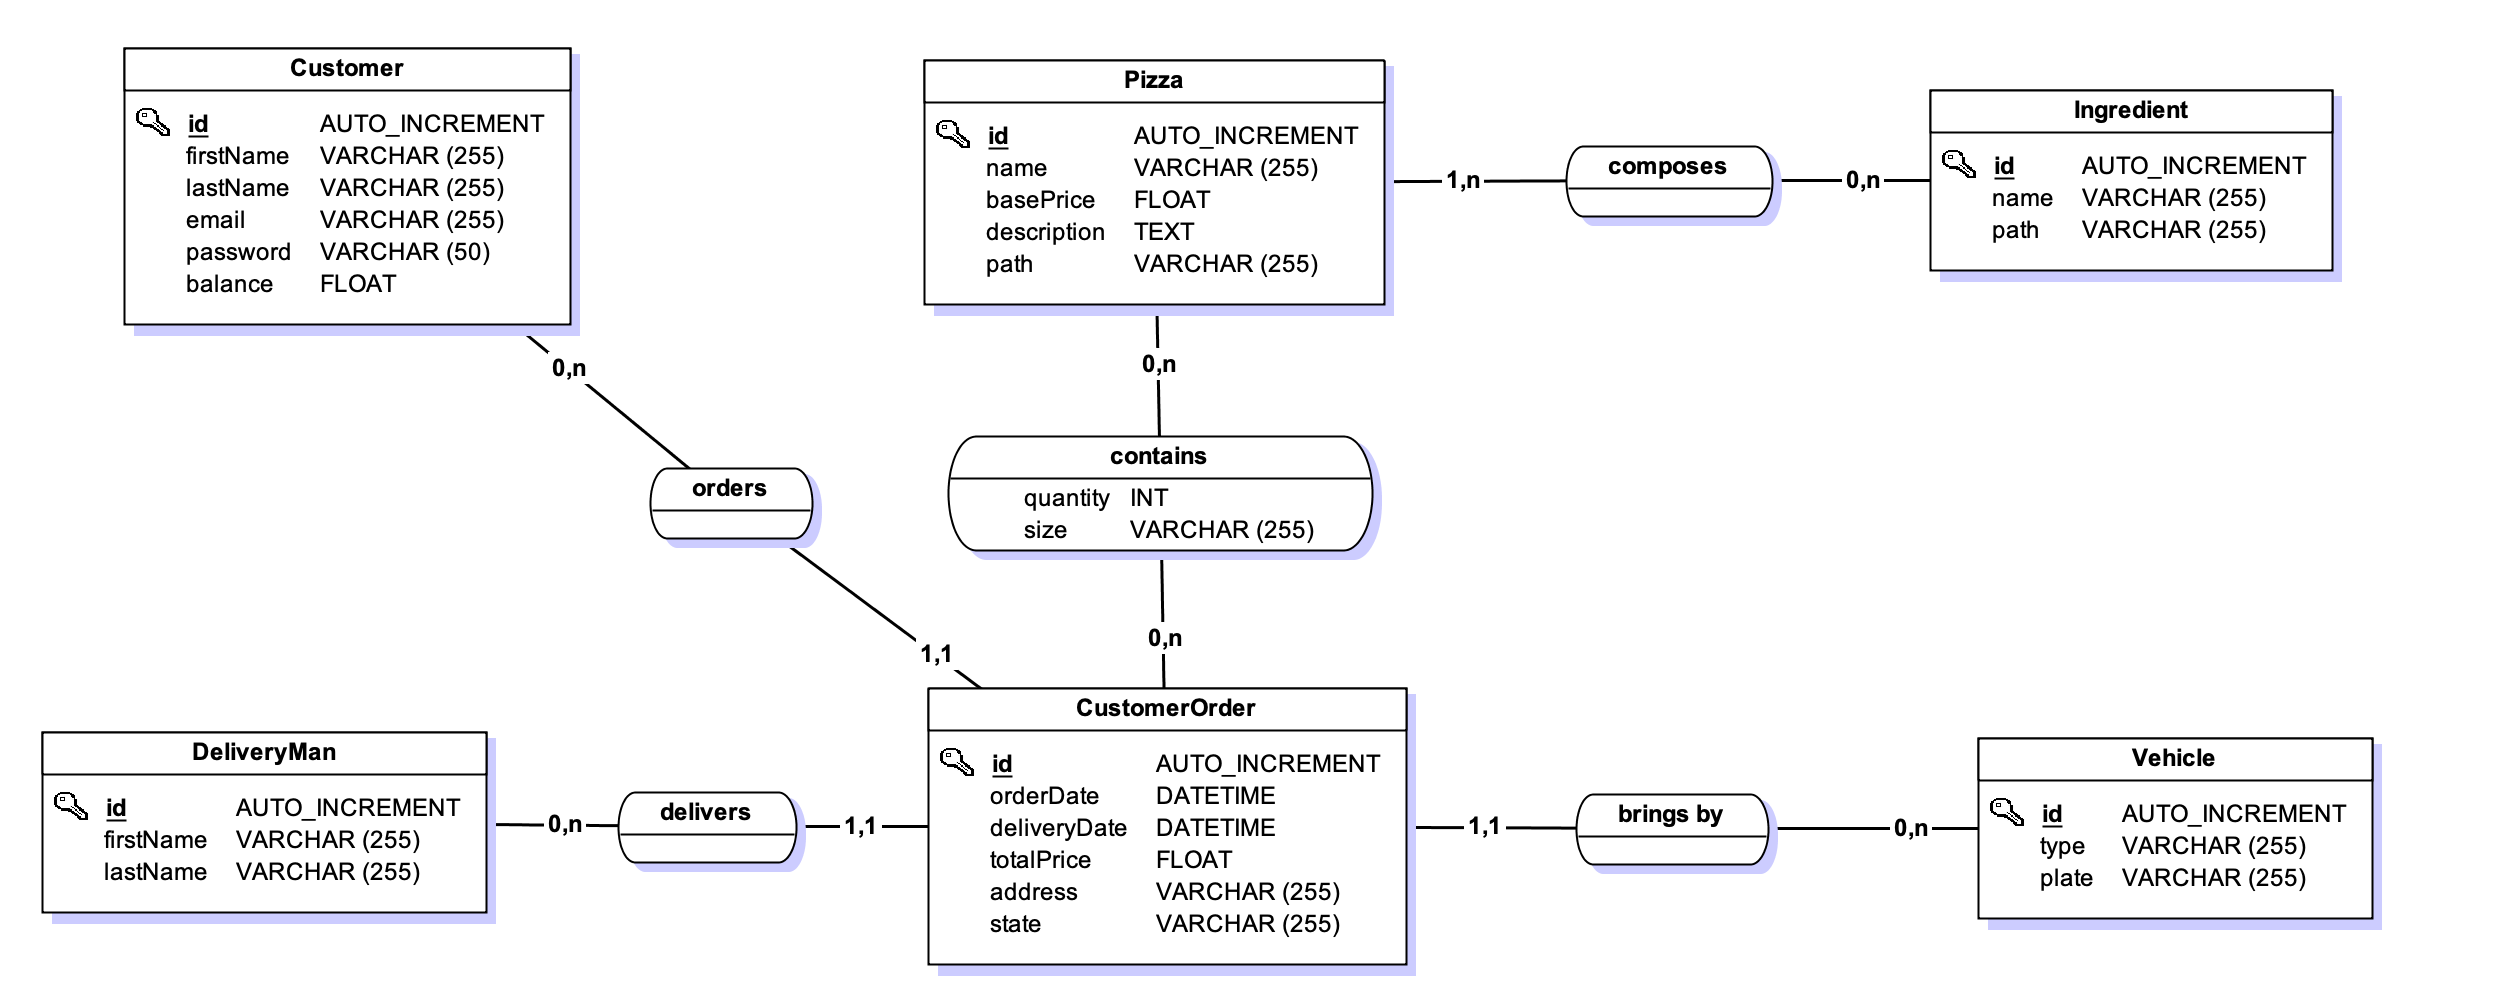 Customer
id AUTO_INCREMENT
firstName VARCHAR (255)
lastName VARCHAR (255)
email VARCHAR (255)
password VARCHAR (50)
balance FLOAT
Pizza
id AUTO_INCREMENT
name VARCHAR (255)
basePrice FLOAT
description TEXT
path VARCHAR (255)
1,n
composes
0,n
Ingredient
id AUTO_INCREMENT
name VARCHAR (255)
path VARCHAR (255)
0,n
orders
1,1
0,n
contains
quantity INT
size VARCHAR (255)
0,n
DeliveryMan
id AUTO_INCREMENT
firstName VARCHAR (255)
lastName VARCHAR (255)
0,n
delivers
1,1
CustomerOrder
id AUTO_INCREMENT
orderDate DATETIME
deliveryDate DATETIME
totalPrice FLOAT
address VARCHAR (255)
state VARCHAR (255)
1,1
brings by
0,n
Vehicle
id AUTO_INCREMENT
type VARCHAR (255)
plate VARCHAR (255)